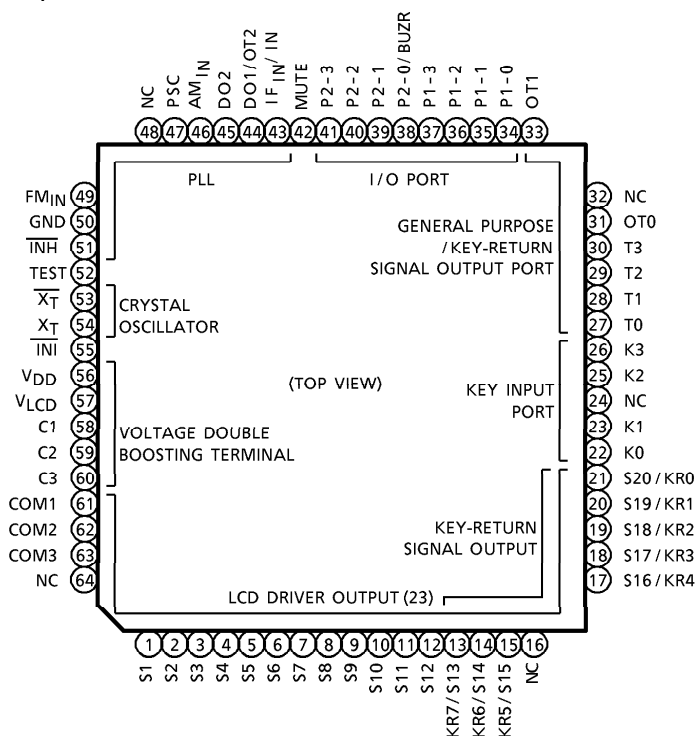 NC
PSC
AMIN
DO2
DO1/OT2
IFIN/IN
MUTE
P2-3
P2-2
P2-1
P2-0/BUZR
P1-3
P1-2
P1-1
P1-0
OT1
48 47 46 45 44 43 42 41 40 39 38 37 36 35 34 33
PLL
I/O PORT
FMIN 49
GND 50
INH 51
TEST 52
XT 53
XT 54
INI 55
VDD 56
VLCD 57
C1 58
C2 59
C3 60
COM1 61
COM2 62
COM3 63
NC 64
CRYSTAL
OSCILLATOR
VOLTAGE DOUBLE
BOOSTING TERMINAL
(TOP VIEW)
GENERAL PURPOSE
/KEY-RETURN
SIGNAL OUTPUT PORT
KEY INPUT
PORT
KEY-RETURN
SIGNAL OUTPUT
LCD DRIVER OUTPUT (23)
32 NC
31 OT0
30 T3
29 T2
28 T1
27 T0
26 K3
25 K2
24 NC
23 K1
22 K0
21 S20/KR0
20 S19/KR1
19 S18/KR2
18 S17/KR3
17 S16/KR4
1 2 3 4 5 6 7 8 9 10 11 12 13 14 15 16
S1
S2
S3
S4
S5
S6
S7
S8
S9
S10
S11
S12
KR7/S13
KR6/S14
KR5/S15
NC